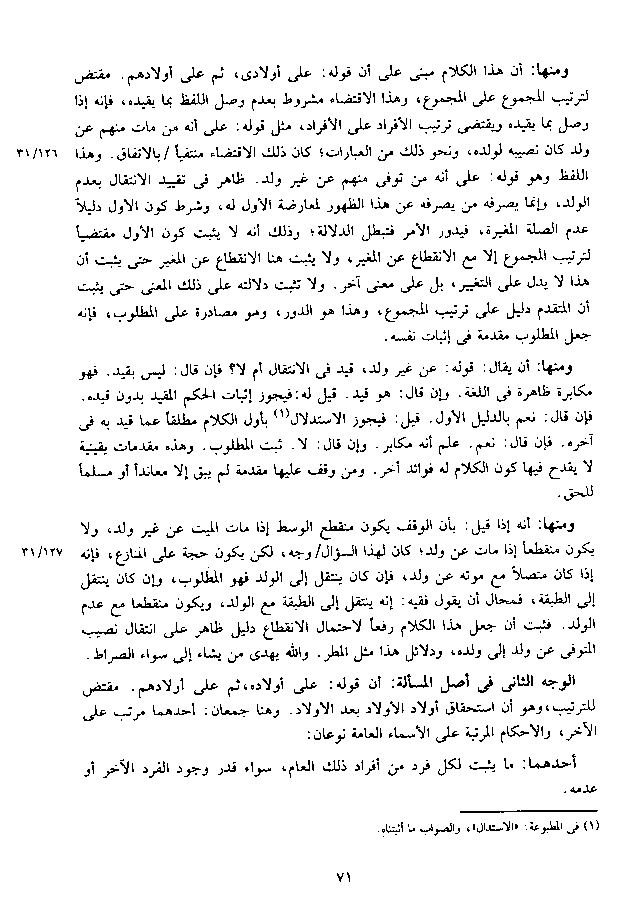 ومنها: أن هذا الكلام مبنى على أن قوله: على أولادى، ثم على أولادهم. مقتض
لترتيب المجموع على المجموع، وهذا الاقتضاء مشروط بعدم وصل اللفظ بما يقيده، فإنه إذا
وصل بما يقيده ويقتضى ترتيب الأفراد على الأفراد، مثل قوله: على أنه من مات منهم عن
٣١/١٢٦ ولد كان نصيبه لولده، ونحو ذلك من العبارات؛ كان ذلك الاقتضاء منتفياً /بالاتفاق. وهذا
اللفظ وهو قوله: على أنه من توفى منهم عن غير ولد. ظاهر فى تقييد الانتقال بعدم
الولد، وإنما يصرفه من يصرفه عن هذا الظهور لمعارضة الأول له، وشرط كون الأول دليلاً
عدم الصلة المغيرة، فيدور الأمر فتبطل الدلالة؛ وذلك أنه لا يثبت كون الأول مقتضياً
لترتيب المجموع إلا مع الانقطاع عن المغير، ولا يثبت هنا الانقطاع عن المغير حتى يثبت أن
هذا لا يدل على التغيير، بل على معنى آخر. ولا تثبت دلالته على ذلك المعنى حتى يثبت
أن المتقدم دليل على ترتيب المجموع، وهذا هو الدور، وهو مصادرة على المطلوب، فإنه
جعل المطلوب مقدمة فى إثبات نفسه.
ومنها: أن يقال: قوله: عن غير ولد، قيد فى الانتقال أم لا؟ فإن قال: ليس بقيد. فهو
مكابرة ظاهرة فى اللغة. وإن قال: هو قيد. قيل له:فيجوز إثبات الحكم المقيد بدون قيده.
فإن قال: نعم بالدليل الأول. قيل: فيجوز الاستدلال(١) بأول الكلام مطلقاً عما قيد به فى
آخره. فإن قال: نعم. علم أنه مكابر. وإن قال: لا. ثبت المطلوب. وهذه مقدمات يقينية
لا يقدح فيها كون الكلام له فوائد أخر. ومن وقف عليها مقدمة لم يبق إلا معانداً أو مسلماً
للحق.
ومنها: أنه إذا قيل: بأن الوقف يكون منقطع الوسط إذا مات الميت عن غير ولد، ولا
٣١/١٢٧ يكون منقطعاً إذا مات عن ولد؛ كان لهذا السؤال/وجه، لكن يكون حجة على المنازع، فإنه
إذا كان متصلاً مع موته عن ولد، فإن كان ينتقل إلى الولد فهو المطلوب، وإن كان ينتقل
إلى الطبقة، فمحال أن يقول فقيه: إنه ينتقل إلى الطبقة مع الولد، ويكون منقطعا مع عدم
الولد. فثبت أن جعل هذا الكلام رفعاً لاحتمال الانقطاع دليل ظاهر على انتقال نصيب
المتوفى عن ولد إلى ولده، ودلائل هذا مثل المطر. والله يهدى من يشاء إلى سواء الصراط.
الوجه الثانى فى أصل المسألة: أن قوله: على أولاده،ثم على أولادهم. مقتض
للترتيب،وهو أن استحقاق أولاد الأولاد بعد الاولاد. وهنا جمعان: أحدهما مرتب على
الآخر، والأحكام المرتبة على الأسماء العامة نوعان:
أحدهما: ما يثبت لكل فرد من أفراد ذلك العام، سواء قدر وجود الفرد الآخر أو
عدمه.
(١) فى المطبوعة: «الاستدال»، والصواب ما أثبتناه.
٧١